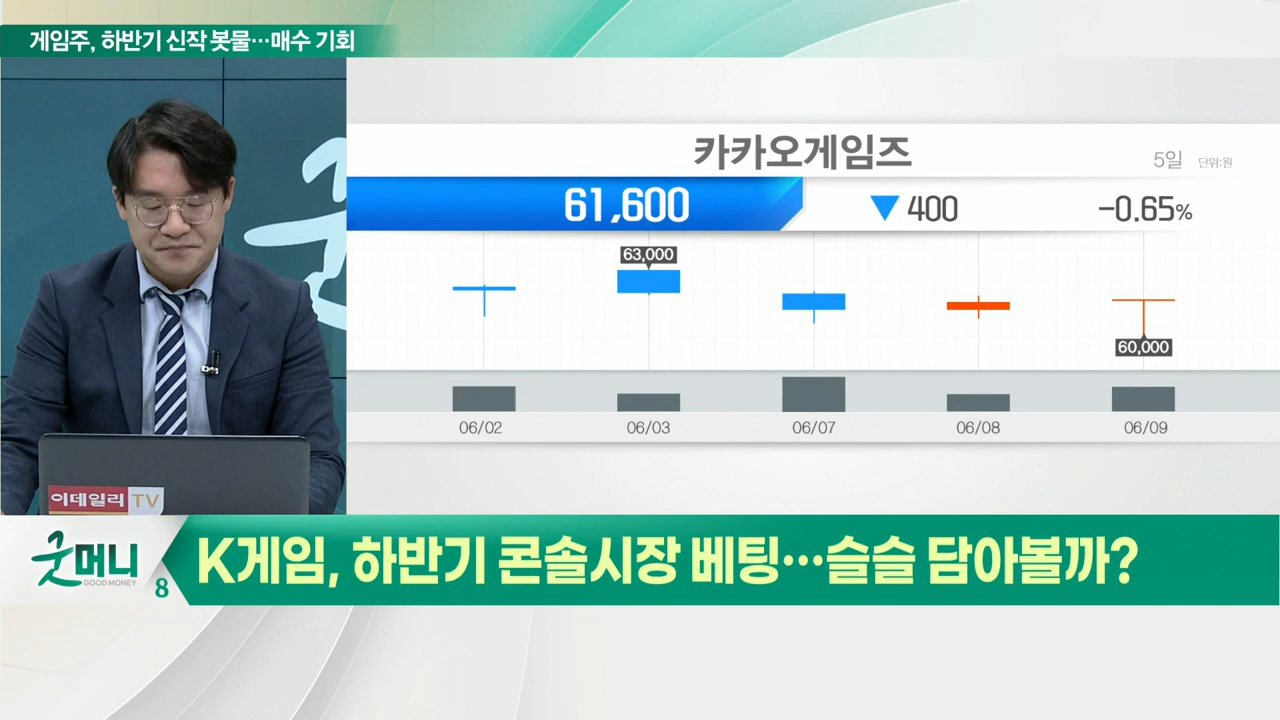 게임주, 하반기 신작 봇물…매수 기회
카카오게임즈
5일 단위:원
61,600 ▼400 -0.65%
63,000
60,000
06/02 06/03 06/07 06/08 06/09
이데일리TV
굿머니
GOOD MONEY
8
K게임, 하반기 콘솔시장 베팅…슬슬 담아볼까?